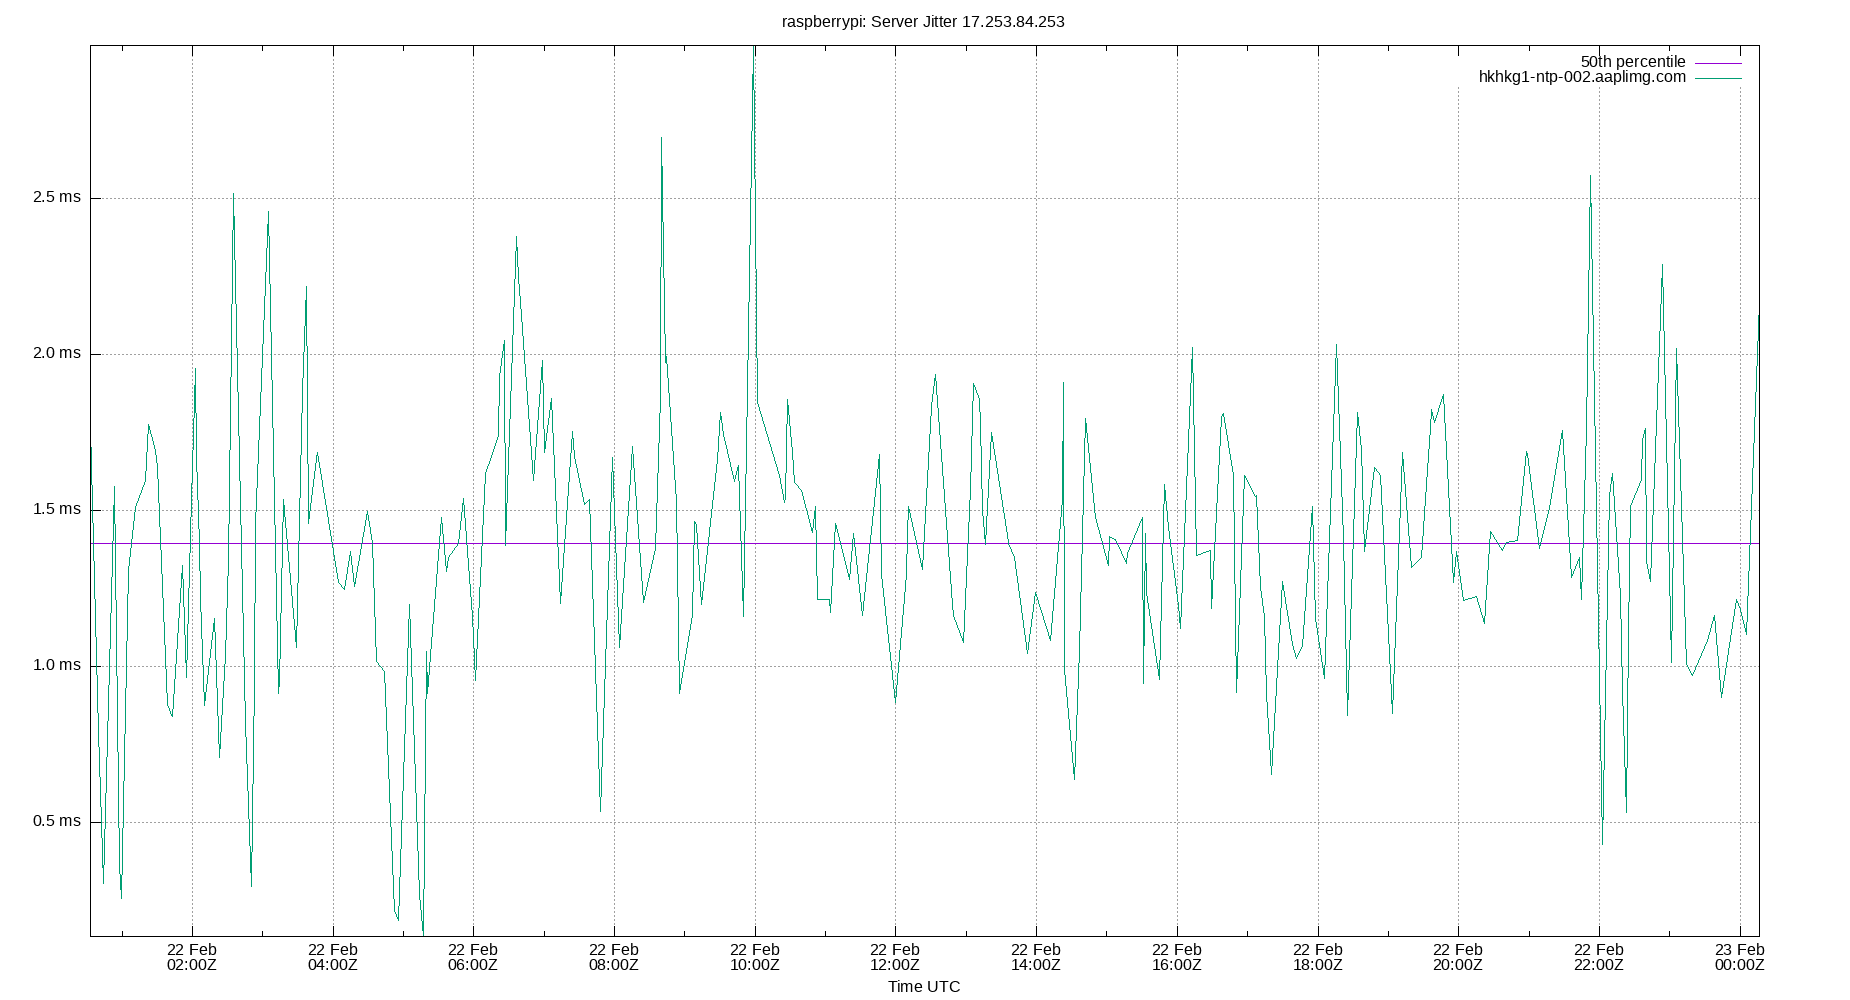 raspberrypi: Server Jitter 17.253.84.253
50th percentile
hkhkg1-ntp-002.aaplimg.com
2.5 ms
2.0 ms
1.5 ms
1.0 ms
0.5 ms
22 Feb 22 Feb 22 Feb 22 Feb 22 Feb 22 Feb 22 Feb 22 Feb 22 Feb 22 Feb 22 Feb 23 Feb
02:00Z 04:00Z 06:00Z 08:00Z 10:00Z 12:00Z 14:00Z 16:00Z 18:00Z 20:00Z 22:00Z 00:00Z
Time UTC